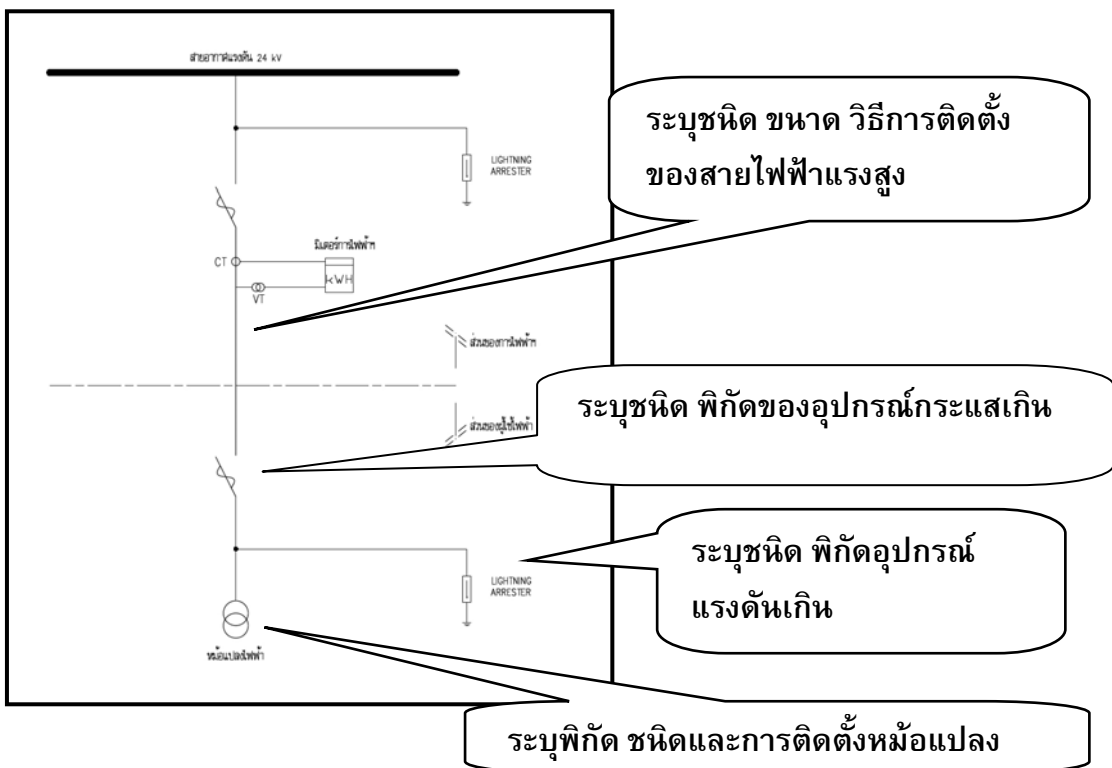 สายอากาศแรงดัน 24 kV
ระบุชนิด ขนาด วิธีการติดตั้ง
ของสายไฟฟ้าแรงสูง
LIGHTNING
ARRESTER
มิเตอร์การไฟฟ้าฯ
CT
kWH
VT
ส่วนของการไฟฟ้าฯ
ระบุชนิด พิกัดของอุปกรณ์กระแสเกิน
ส่วนของผู้ใช้ไฟฟ้า
ระบุชนิด พิกัดอุปกรณ์
แรงดันเกิน
LIGHTNING
ARRESTER
หม้อแปลงไฟฟ้า
ระบุพิกัด ชนิดและการติดตั้งหม้อแปลง